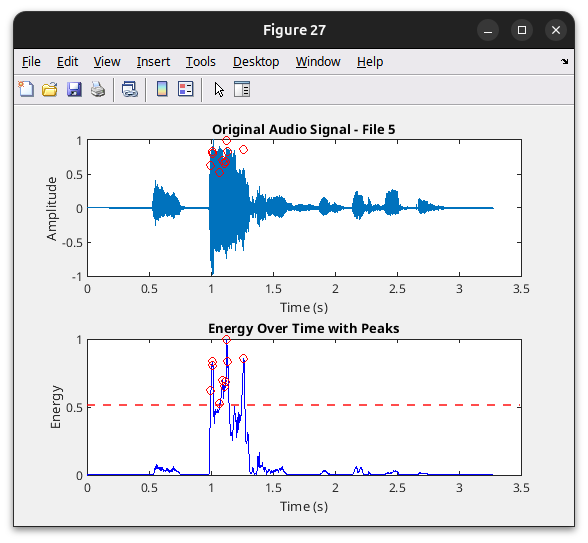 Figure 27
File Edit View Insert Tools Desktop Window Help
Original Audio Signal - File 5
1
0.5
0
-0.5
-1
Amplitude
0 0.5 1 1.5 2 2.5 3 3.5
Time (s)
Energy Over Time with Peaks
1
0.5
0
Energy
0 0.5 1 1.5 2 2.5 3 3.5
Time (s)